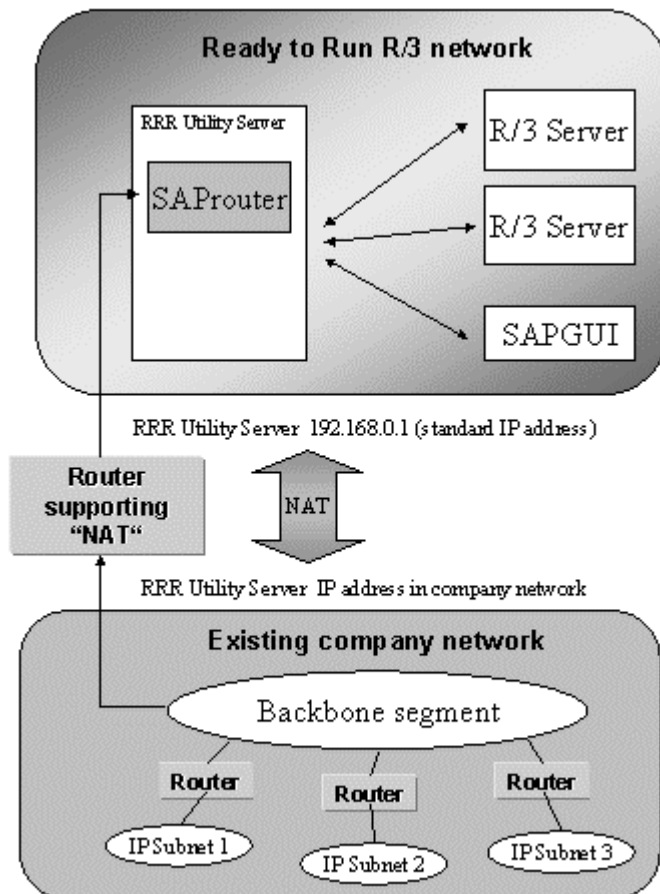 Ready to Run R/3 network
RRR Utility Server
SAProuter
R/3 Server
R/3 Server
SAPGUI
RRR Utility Server 192.168.0.1 (standard IP address)
Router
supporting
“NAT“
NAT
RRR Utility Server IP address in company network
Existing company network
Backbone segment
Router
Router
Router
IP Subnet 1
IP Subnet 2
IP Subnet 3